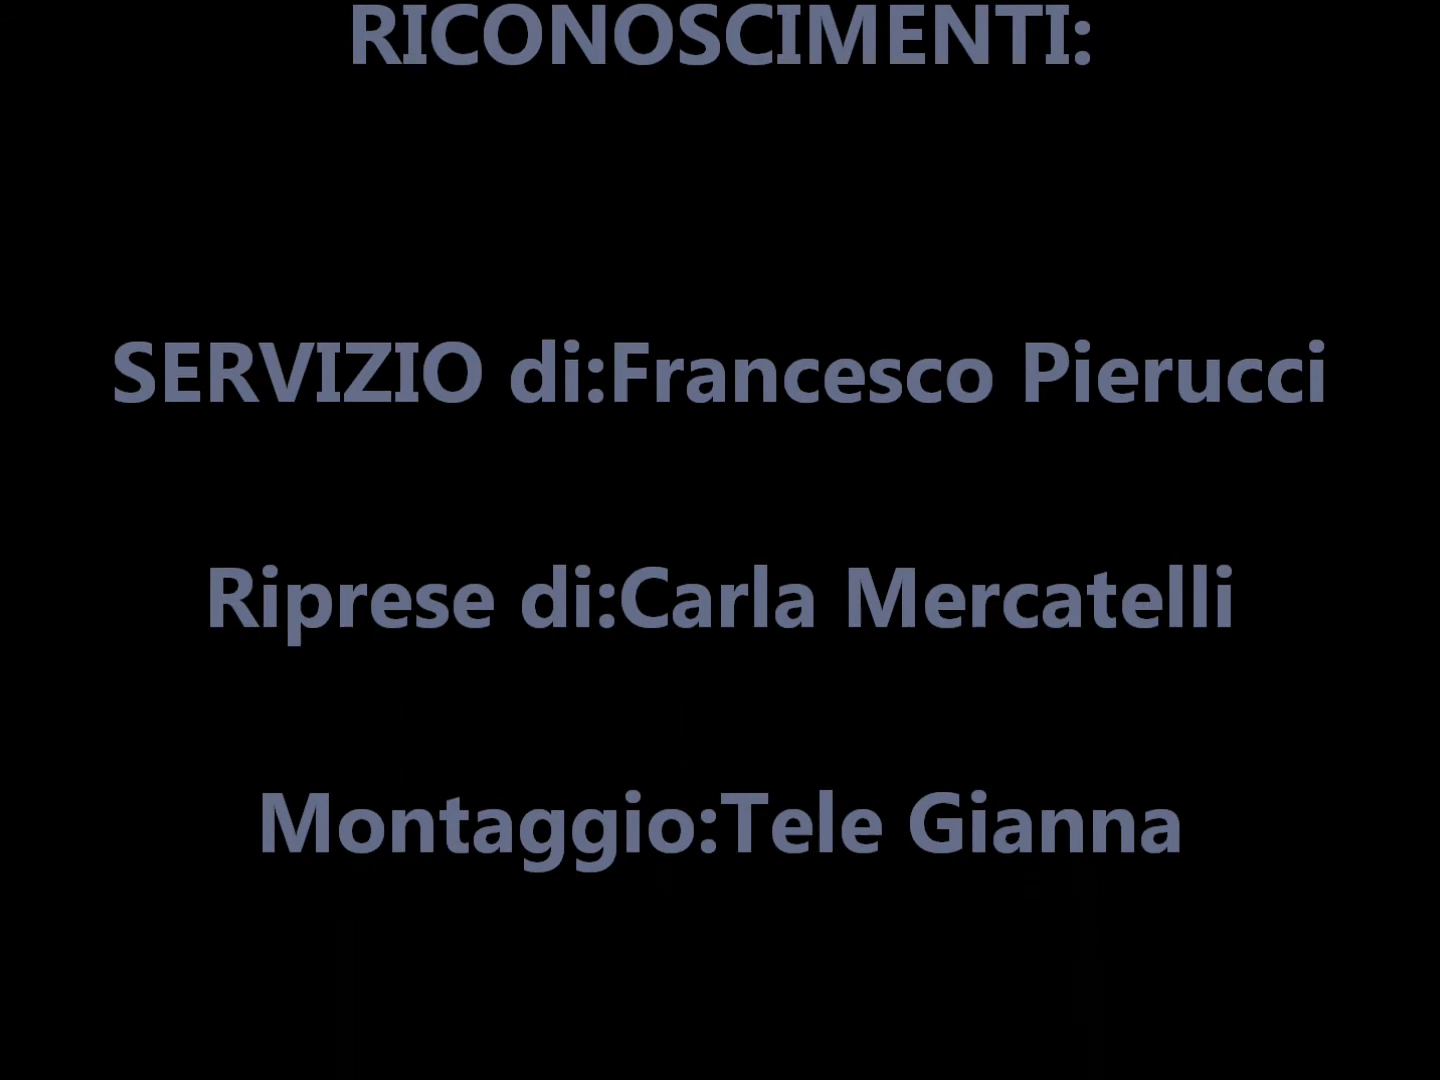 RICONOSCIMENTI:
SERVIZIO di:Francesco Pierucci
Riprese di:Carla Mercatelli
Montaggio:Tele Gianna